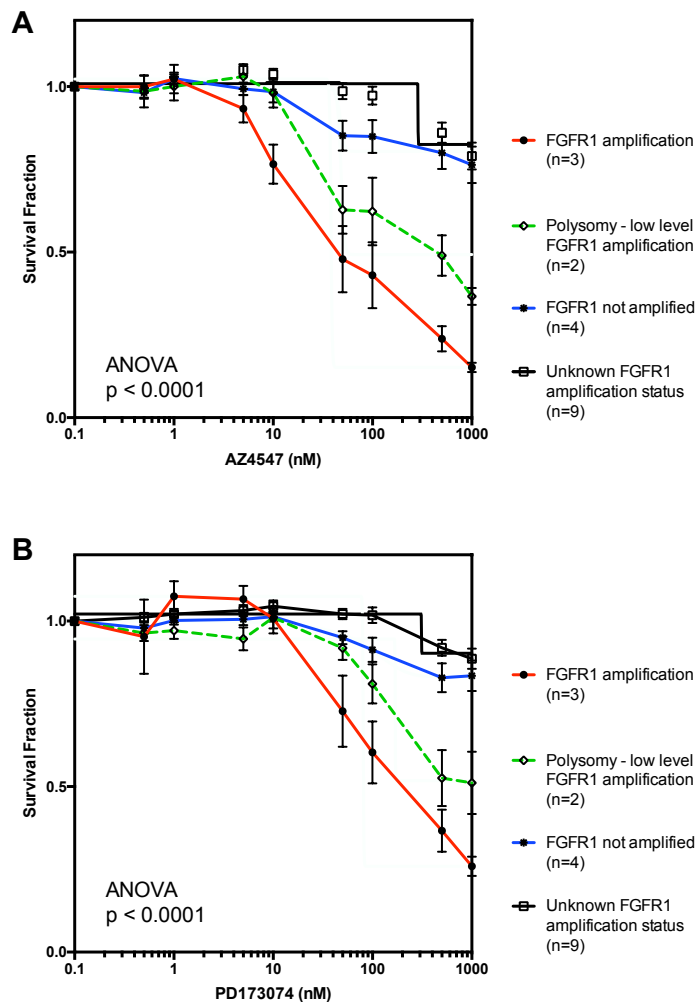 A
1.0
0.5
0.0
Survival Fraction
ANOVA
p < 0.0001
0.1
1
10
100
1000
AZ4547 (nM)
FGFR1 amplification
(n=3)
Polysomy - low level
FGFR1 amplification
(n=2)
FGFR1 not amplified
(n=4)
Unknown FGFR1
amplification status
(n=9)
B
1.0
0.5
0.0
Survival Fraction
ANOVA
p < 0.0001
0.1
1
10
100
1000
PD173074 (nM)
FGFR1 amplification
(n=3)
Polysomy - low level
FGFR1 amplification
(n=2)
FGFR1 not amplified
(n=4)
Unknown FGFR1
amplification status
(n=9)